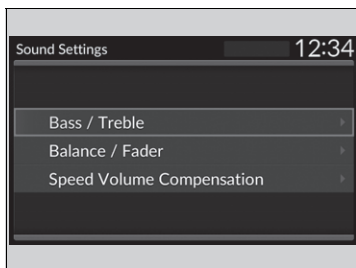 Sound Settings
12:34
Bass / Treble
Balance / Fader
Speed Volume Compensation